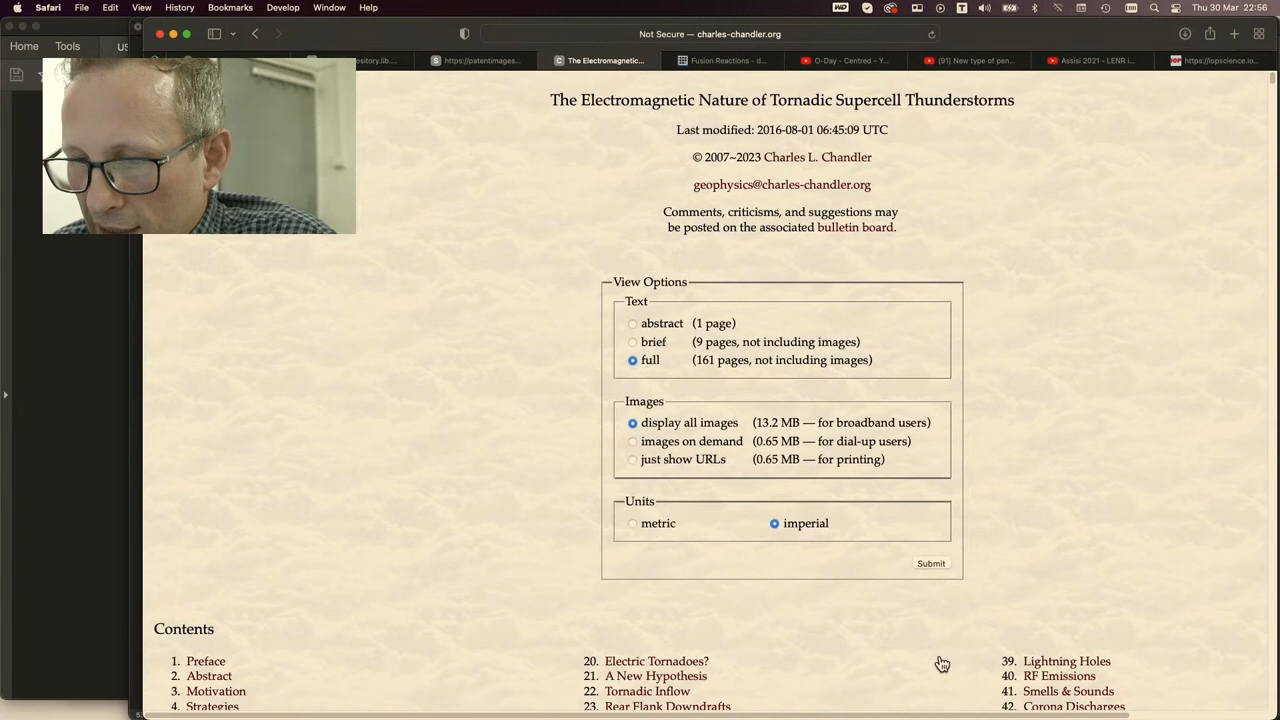 Safari File Edit View History Bookmarks Develop Window Help
Thu 30 Mar 22:56
Home Tools
Not Secure — charles-chandler.org
ository.lib....
https://patentimages...
The Electromagnetic...
Fusion Reactions - d...
O-Day - Centred - Y...
(91) New type of pen...
Assisi 2021 - LENR i...
https://iopscience.io...
The Electromagnetic Nature of Tornadic Supercell Thunderstorms
Last modified: 2016-08-01 06:45:09 UTC
© 2007~2023 Charles L. Chandler
geophysics@charles-chandler.org
Comments, criticisms, and suggestions may
be posted on the associated bulletin board.
View Options
Text
abstract (1 page)
brief (9 pages, not including images)
full (161 pages, not including images)
Images
display all images (13.2 MB — for broadband users)
images on demand (0.65 MB — for dial-up users)
just show URLs (0.65 MB — for printing)
Units
metric imperial
Submit
Contents
1. Preface
2. Abstract
3. Motivation
4. Strategies
20. Electric Tornadoes?
21. A New Hypothesis
22. Tornadic Inflow
23. Rear Flank Downdrafts
39. Lightning Holes
40. RF Emissions
41. Smells & Sounds
42. Corona Discharges